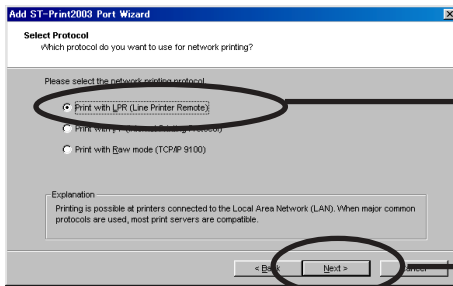 Add ST-Print2003 Port Wizard
Select Protocol
Which protocol do you want to use for network printing?
Please select the network printing protocol
Print with LPR (Line Printer Remote)
Print with
Print with Raw mode (TCP/IP 9100)
Explanation
Printing is possible at printers connected to the Local Area Network (LAN). When major common
protocols are used, most print servers are compatible.
< Back
Next >
Cancel